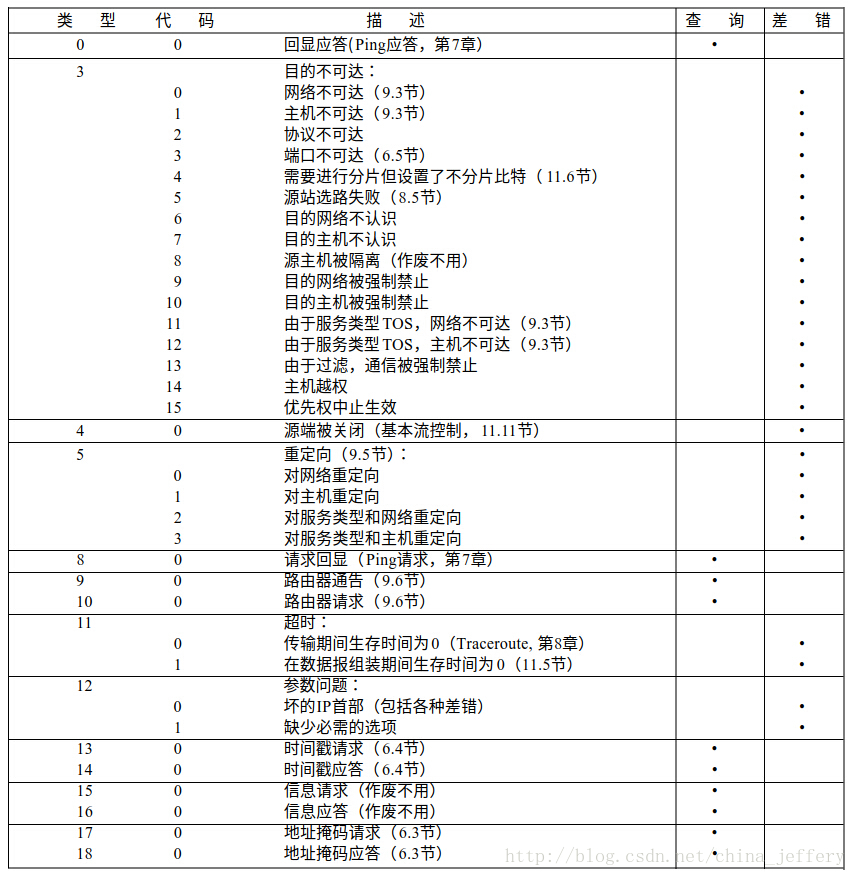 类 型 代 码 描 述 查 询 差 错
0 0 回显应答(Ping应答，第7章) •
3 目的不可达：
0 网络不可达（9.3节） •
1 主机不可达（9.3节） •
2 协议不可达 •
3 端口不可达（6.5节） •
4 需要进行分片但设置了不分片比特（11.6节） •
5 源站选路失败（8.5节） •
6 目的网络不认识 •
7 目的主机不认识 •
8 源主机被隔离（作废不用） •
9 目的网络被强制禁止 •
10 目的主机被强制禁止 •
11 由于服务类型TOS，网络不可达（9.3节） •
12 由于服务类型TOS，主机不可达（9.3节） •
13 由于过滤，通信被强制禁止 •
14 主机越权 •
15 优先权中止生效 •
4 0 源端被关闭（基本流控制，11.11节） •
5 重定向（9.5节）： •
0 对网络重定向 •
1 对主机重定向 •
2 对服务类型和网络重定向 •
3 对服务类型和主机重定向 •
8 0 请求回显（Ping请求，第7章） •
9 0 路由器通告（9.6节） •
10 0 路由器请求（9.6节） •
11 超时：
0 传输期间生存时间为0（Traceroute, 第8章） •
1 在数据报组装期间生存时间为0（11.5节） •
12 参数问题：
0 坏的IP首部（包括各种差错） •
1 缺少必需的选项 •
13 0 时间戳请求（6.4节） •
14 0 时间戳应答（6.4节） •
15 0 信息请求（作废不用） •
16 0 信息应答（作废不用） •
17 0 地址掩码请求（6.3节） •
18 0 地址掩码应答（6.3节） •
http://blog.csdn.net/china_jeffery